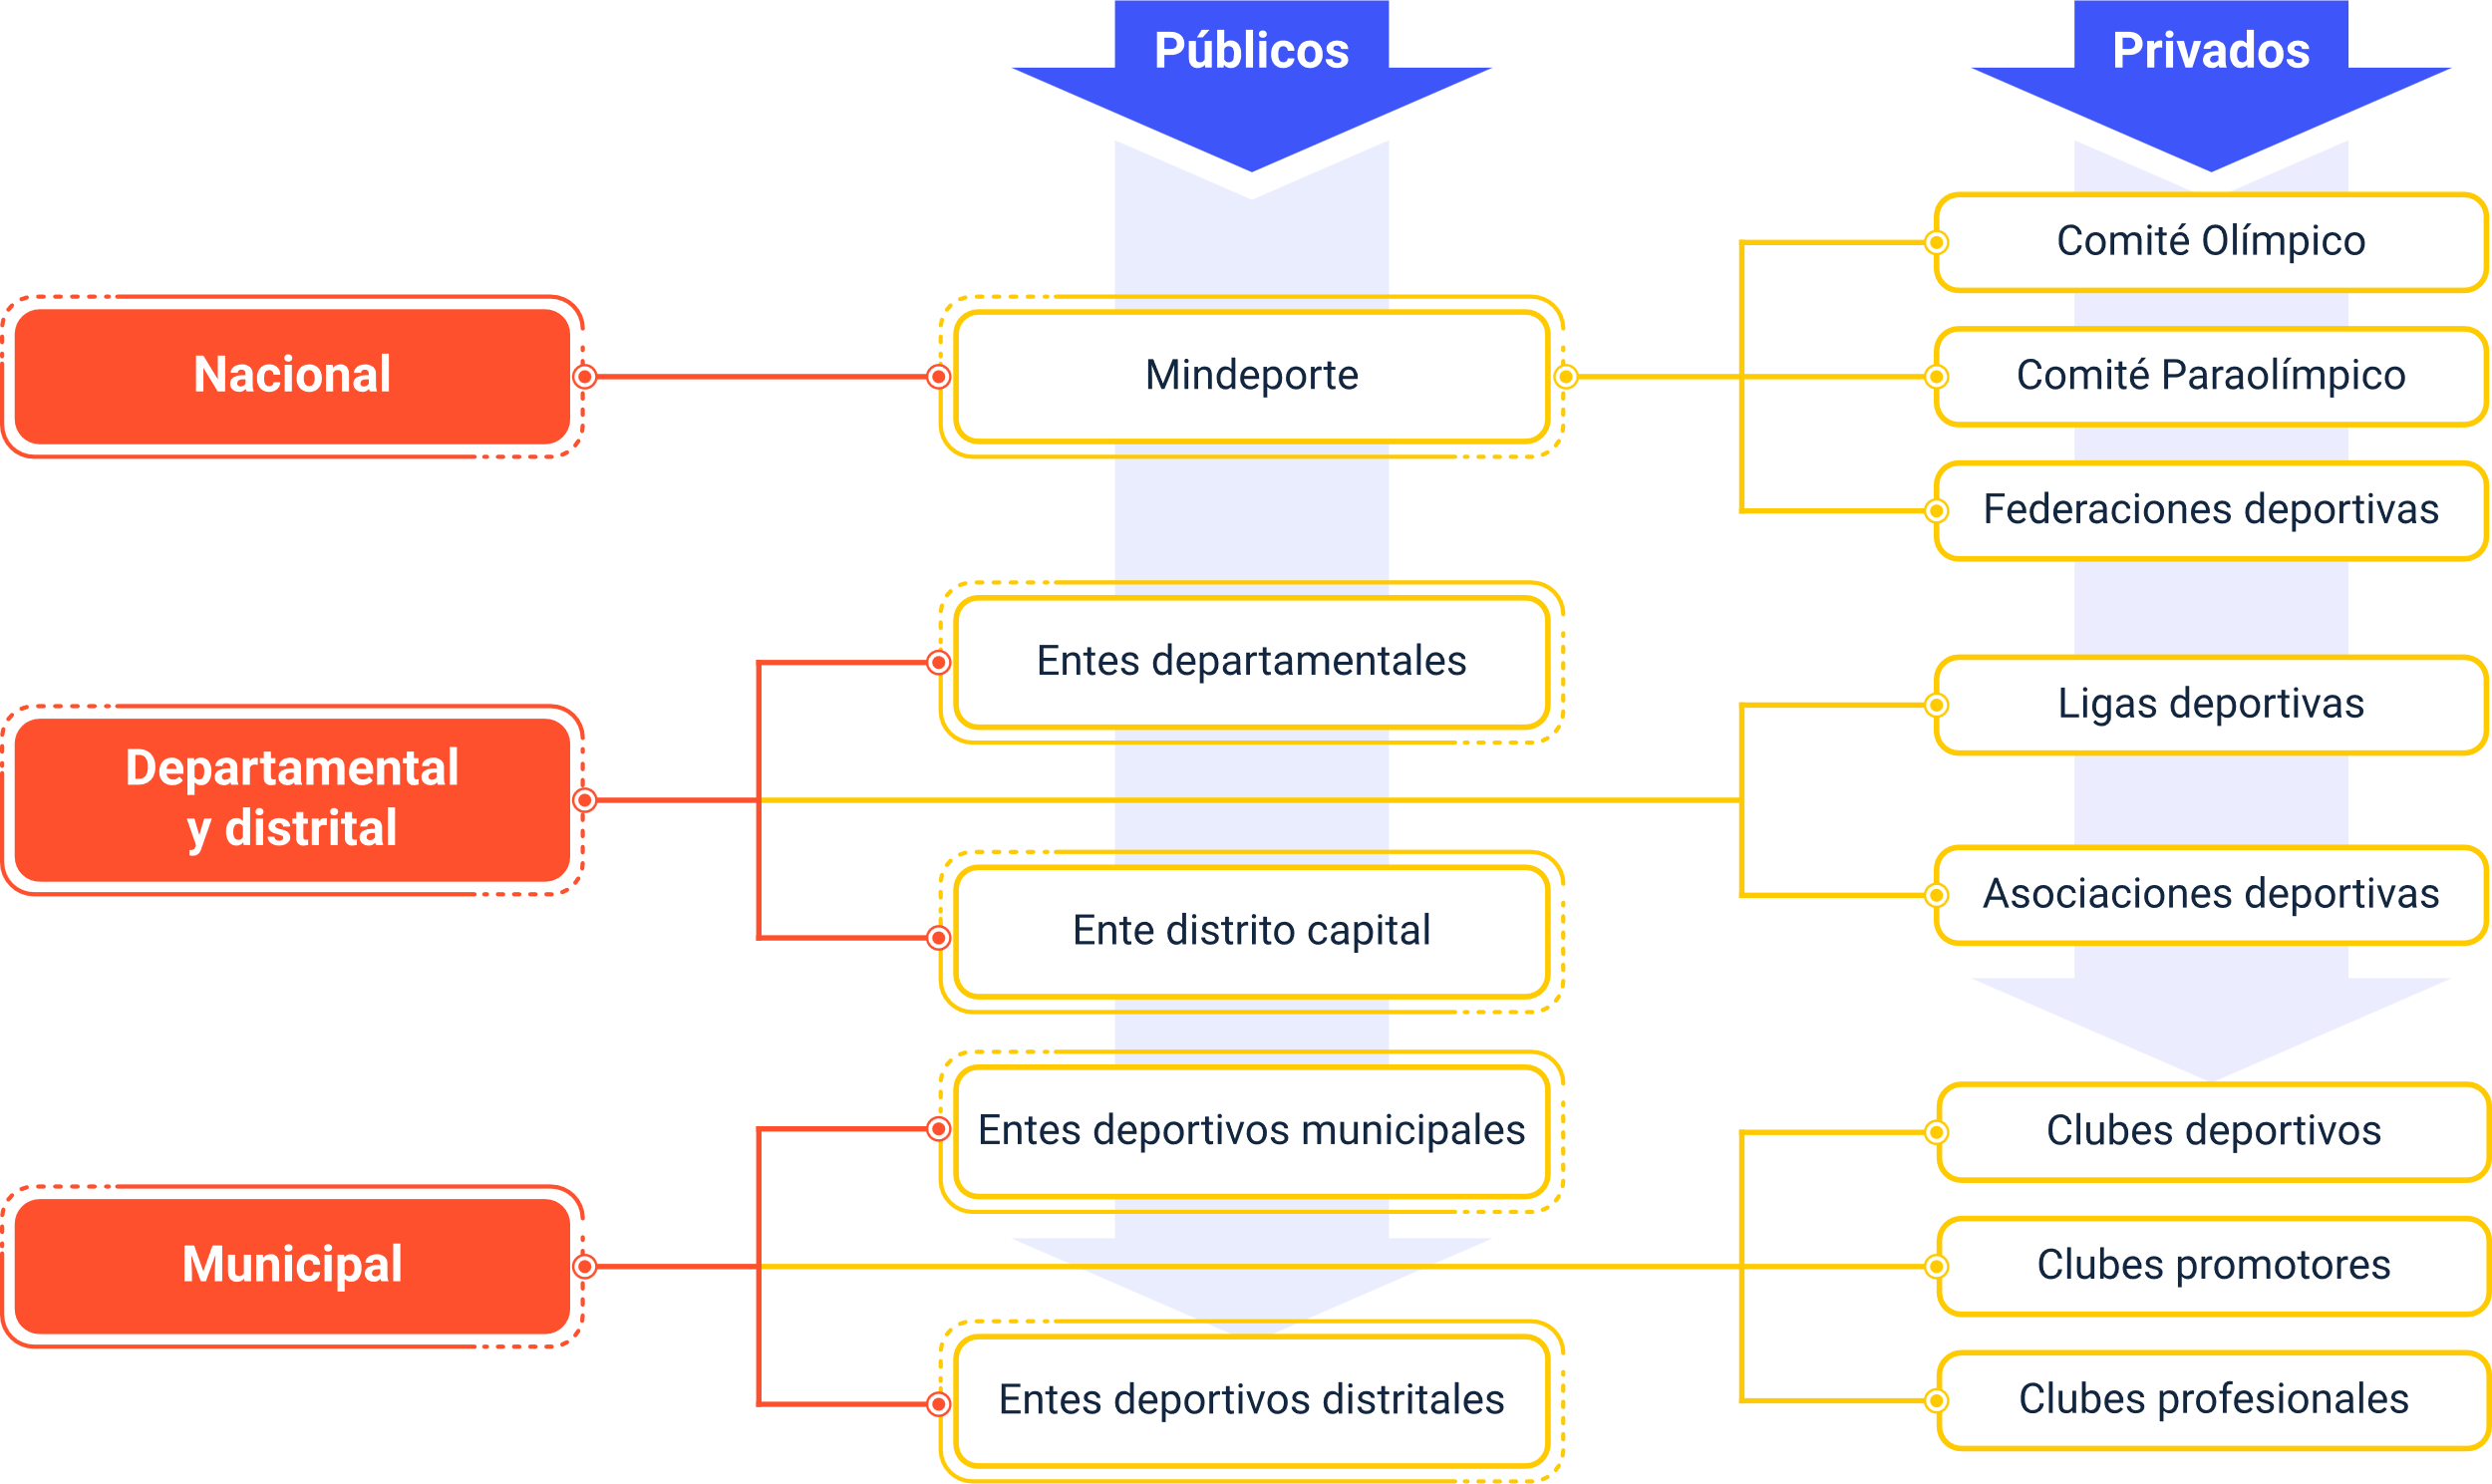 Públicos
Privados
Nacional
Mindeporte
Comité Olímpico
Comité Paraolímpico
Federaciones deportivas
Departamental
y distrital
Entes departamentales
Ente distrito capital
Ligas deportivas
Asociaciones deportivas
Municipal
Entes deportivos municipales
Entes deportivos distritales
Clubes deportivos
Clubes promotores
Clubes profesionales